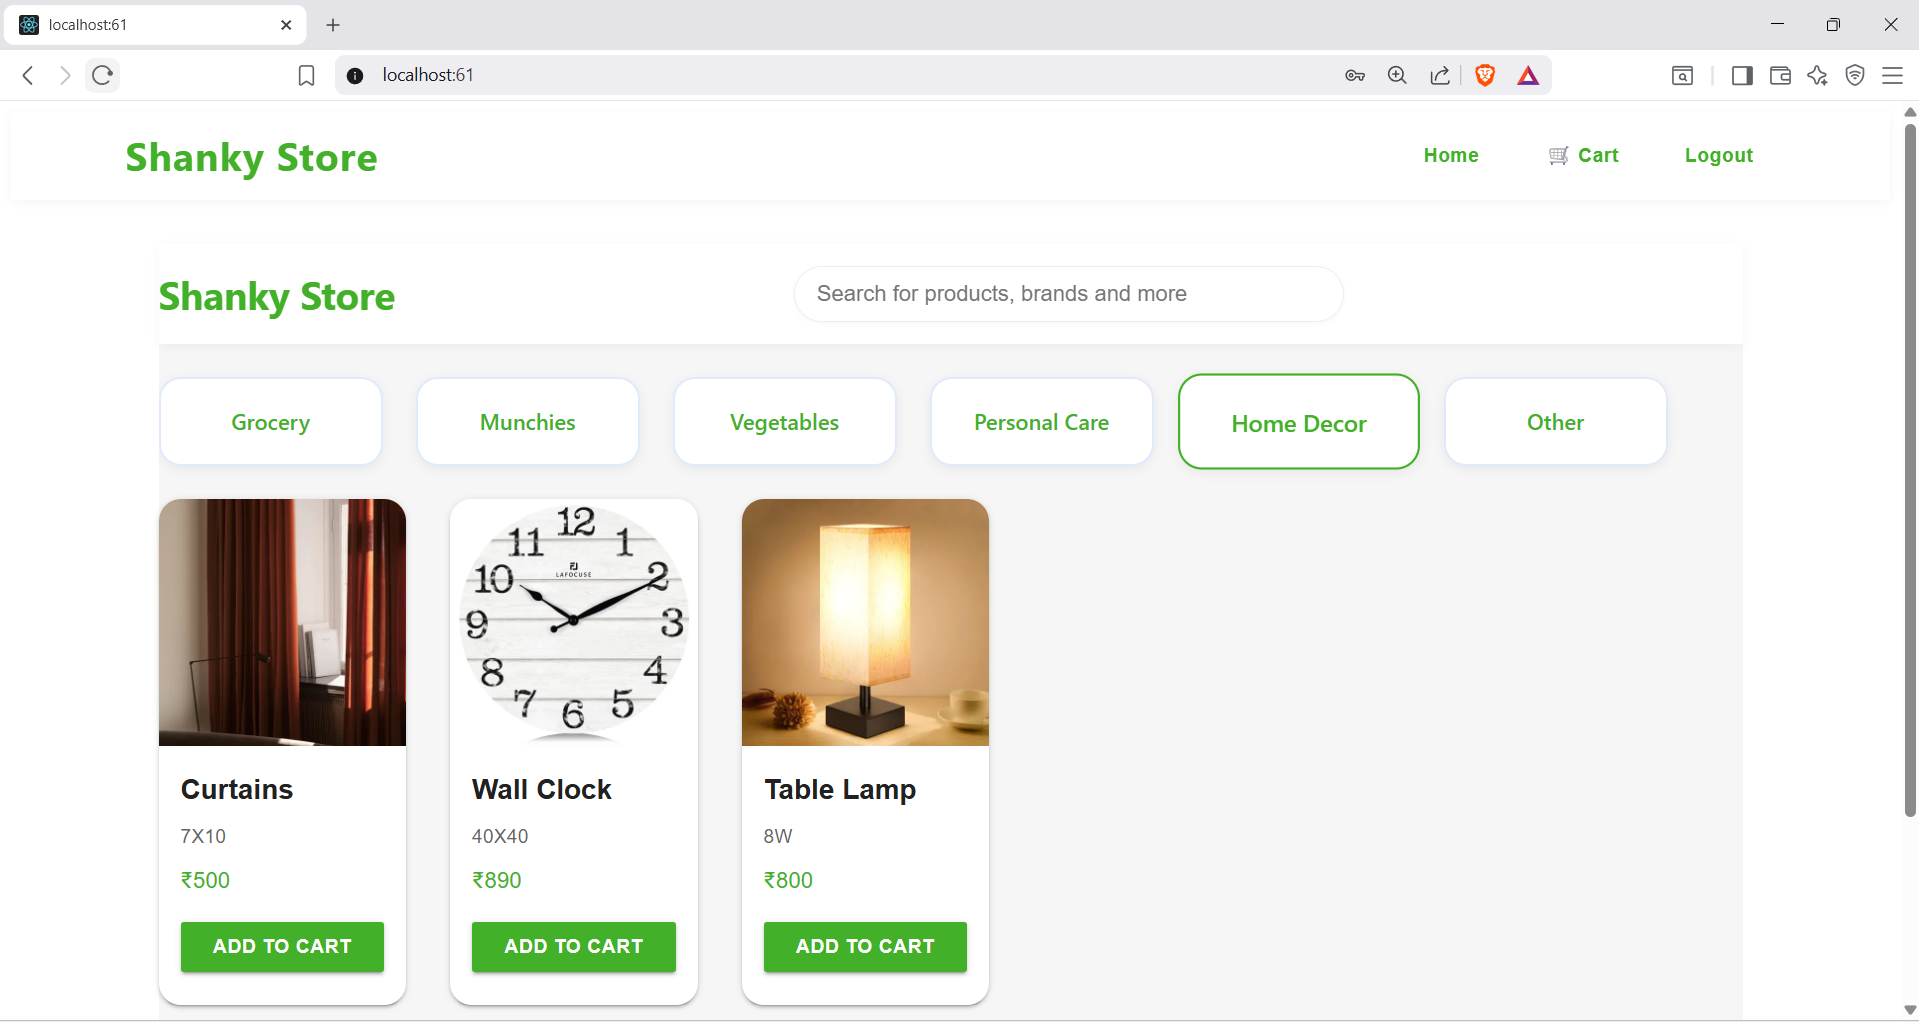 localhost:61
localhost:61
Shanky Store
Home
Cart
Logout
Shanky Store
Search for products, brands and more
Grocery
Munchies
Vegetables
Personal Care
Home Decor
Other
12
11
1
10
LAFOCUSE
2
9
3
8
4
7
5
6
Curtains
Wall Clock
Table Lamp
7X10
40X40
8W
₹500
₹890
₹800
ADD TO CART
ADD TO CART
ADD TO CART